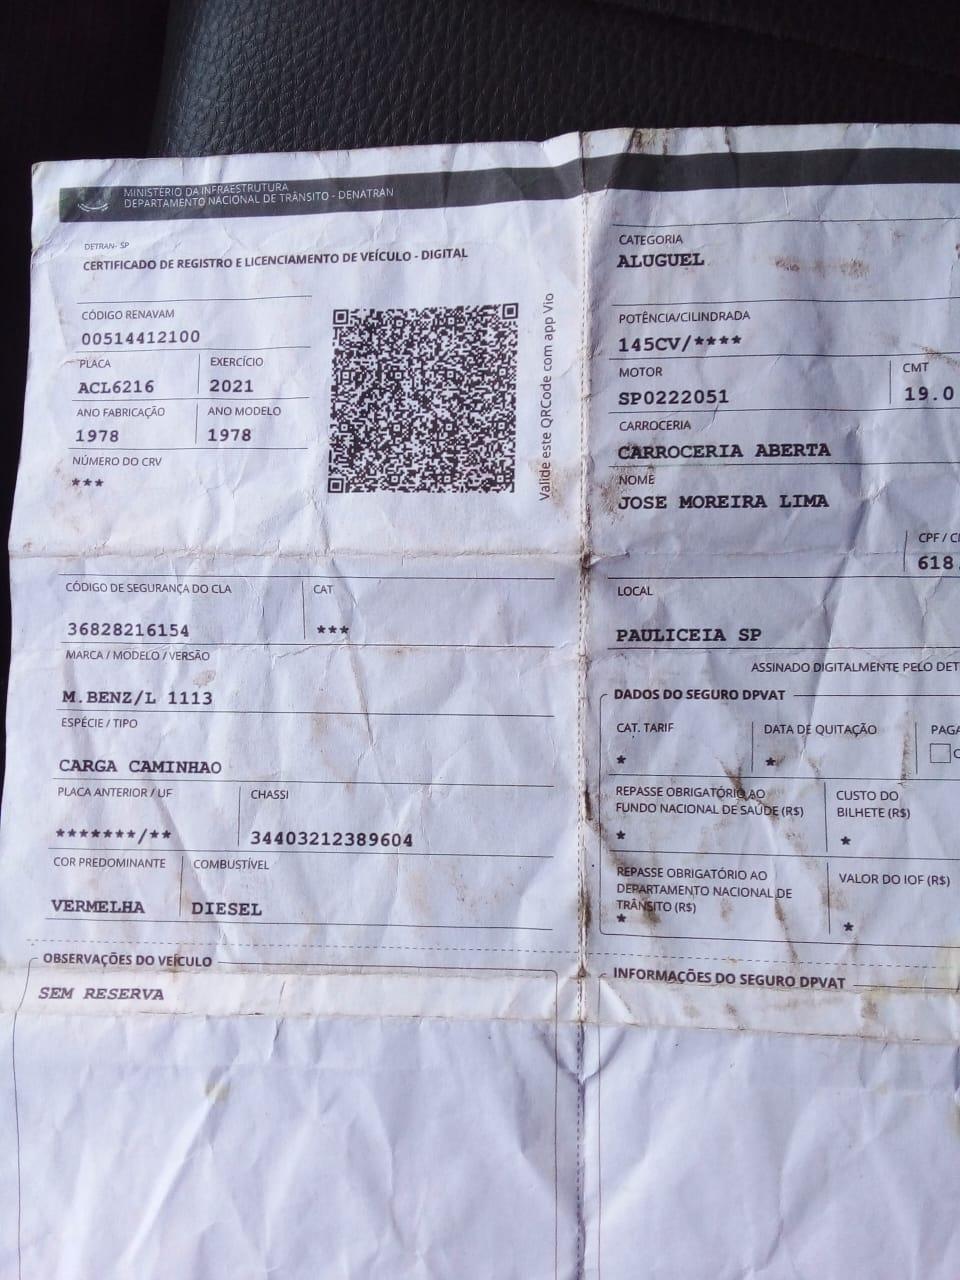 MINISTÉRIO DA INFRAESTRUTURA
DEPARTAMENTO NACIONAL DE TRÂNSITO - DENATRAN
DETRAN- SP
CERTIFICADO DE REGISTRO E LICENCIAMENTO DE VEÍCULO - DIGITAL
CÓDIGO RENAVAM
00514412100
PLACA EXERCÍCIO
ACL6216 2021
ANO FABRICAÇÃO ANO MODELO
1978 1978
NÚMERO DO CRV
***
Valide este QRCode com app Vio
CÓDIGO DE SEGURANÇA DO CLA CAT
36828216154 ***
MARCA / MODELO / VERSÃO
M.BENZ/L 1113
ESPÉCIE / TIPO
CARGA CAMINHAO
PLACA ANTERIOR / UF CHASSI
*******/** 34403212389604
COR PREDOMINANTE COMBUSTÍVEL
VERMELHA DIESEL
OBSERVAÇÕES DO VEÍCULO
SEM RESERVA
CATEGORIA
ALUGUEL
POTÊNCIA/CILINDRADA
145CV/****
MOTOR CMT
SP0222051 19.0
CARROCERIA
CARROCERIA ABERTA
NOME
JOSE MOREIRA LIMA
CPF /
618.
LOCAL
PAULICEIA SP
ASSINADO DIGITALMENTE PELO DET
DADOS DO SEGURO DPVAT
CAT. TARIF DATA DE QUITAÇÃO PAGA
* *
REPASSE OBRIGATÓRIO AO
FUNDO NACIONAL DE SAÚDE (R$)
*
CUSTO DO
BILHETE (R$)
*
REPASSE OBRIGATÓRIO AO
DEPARTAMENTO NACIONAL DE
TRÂNSITO (R$)
*
VALOR DO IOF (R$)
*
INFORMAÇÕES DO SEGURO DPVAT